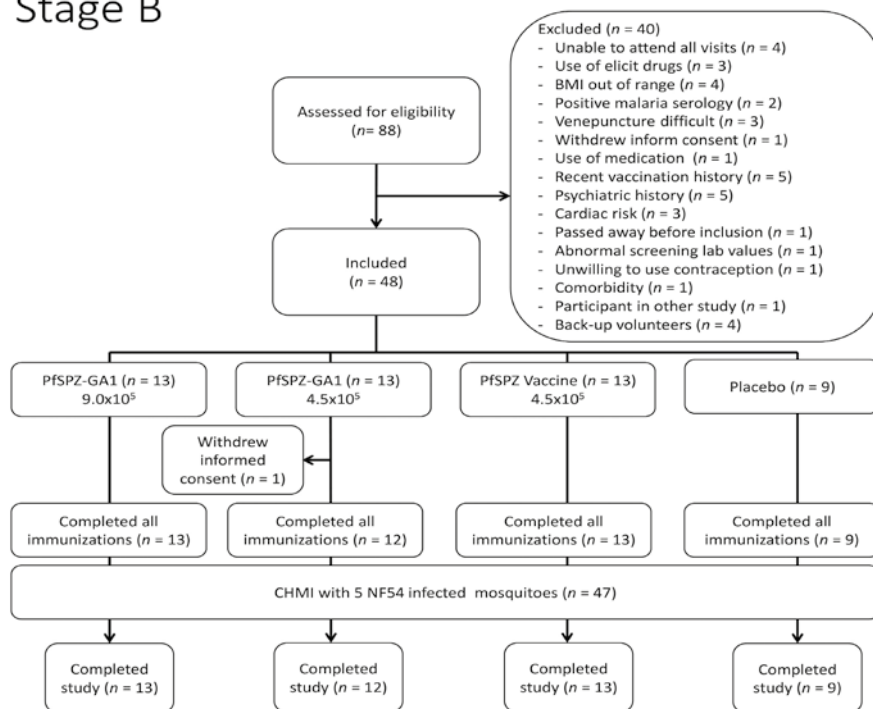 Stage B
Assessed for eligibility
(n= 88)
Excluded (n = 40)
- Unable to attend all visits (n = 4)
- Use of elicit drugs (n = 3)
- BMI out of range (n = 4)
- Positive malaria serology (n = 2)
- Venepuncture difficult (n = 3)
- Withdrew inform consent (n = 1)
- Use of medication (n = 1)
- Recent vaccination history (n = 5)
- Psychiatric history (n = 5)
- Cardiac risk (n = 3)
- Passed away before inclusion (n = 1)
- Abnormal screening lab values (n = 1)
- Unwilling to use contraception (n = 1)
- Comorbidity (n = 1)
- Participant in other study (n = 1)
- Back-up volunteers (n = 4)
Included
(n = 48)
PfSPZ-GA1 (n = 13)
9.0x10⁵
PfSPZ-GA1 (n = 13)
4.5x10⁵
PfSPZ Vaccine (n = 13)
4.5x10⁵
Placebo (n = 9)
Withdrew
informed
consent (n = 1)
Completed all
immunizations (n = 13)
Completed all
immunizations (n = 12)
Completed all
immunizations (n = 13)
Completed all
immunizations (n = 9)
CHMI with 5 NF54 infected mosquitoes (n = 47)
Completed
study (n = 13)
Completed
study (n = 12)
Completed
study (n = 13)
Completed
study (n = 9)